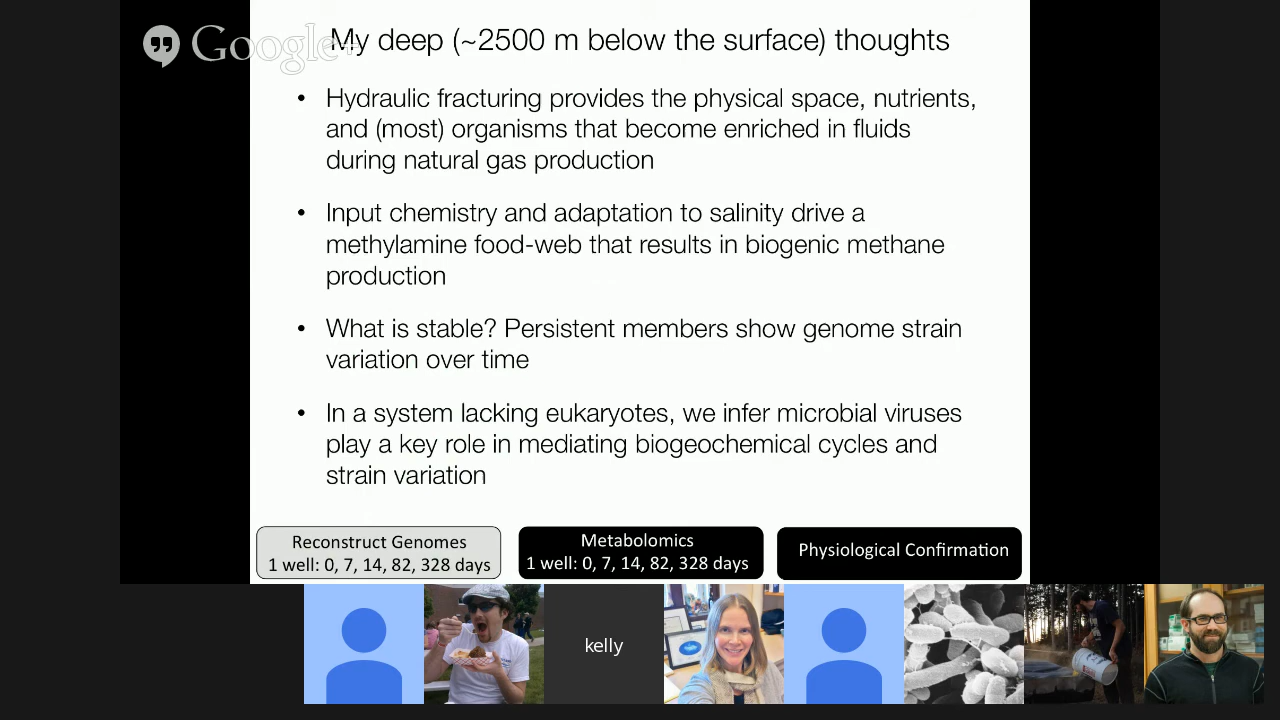 Google+
My deep (~2500 m below the surface) thoughts
• Hydraulic fracturing provides the physical space, nutrients,
and (most) organisms that become enriched in fluids
during natural gas production
• Input chemistry and adaptation to salinity drive a
methylamine food-web that results in biogenic methane
production
• What is stable? Persistent members show genome strain
variation over time
• In a system lacking eukaryotes, we infer microbial viruses
play a key role in mediating biogeochemical cycles and
strain variation
Reconstruct Genomes
1 well: 0, 7, 14, 82, 328 days
Metabolomics
1 well: 0, 7, 14, 82, 328 days
Physiological Confirmation
kelly